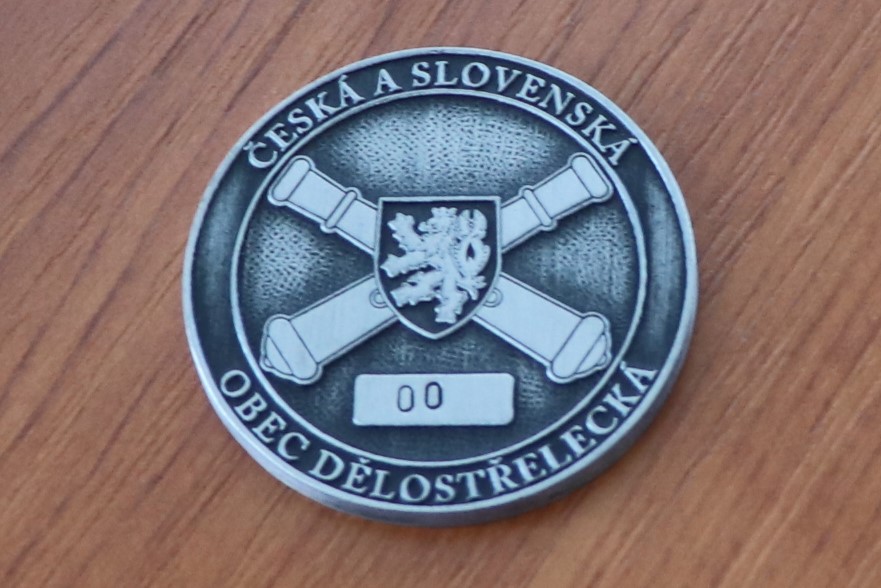 ČESKÁ A SLOVENSKÁ
00
OBEC DĚLOSTŘELECKÁ